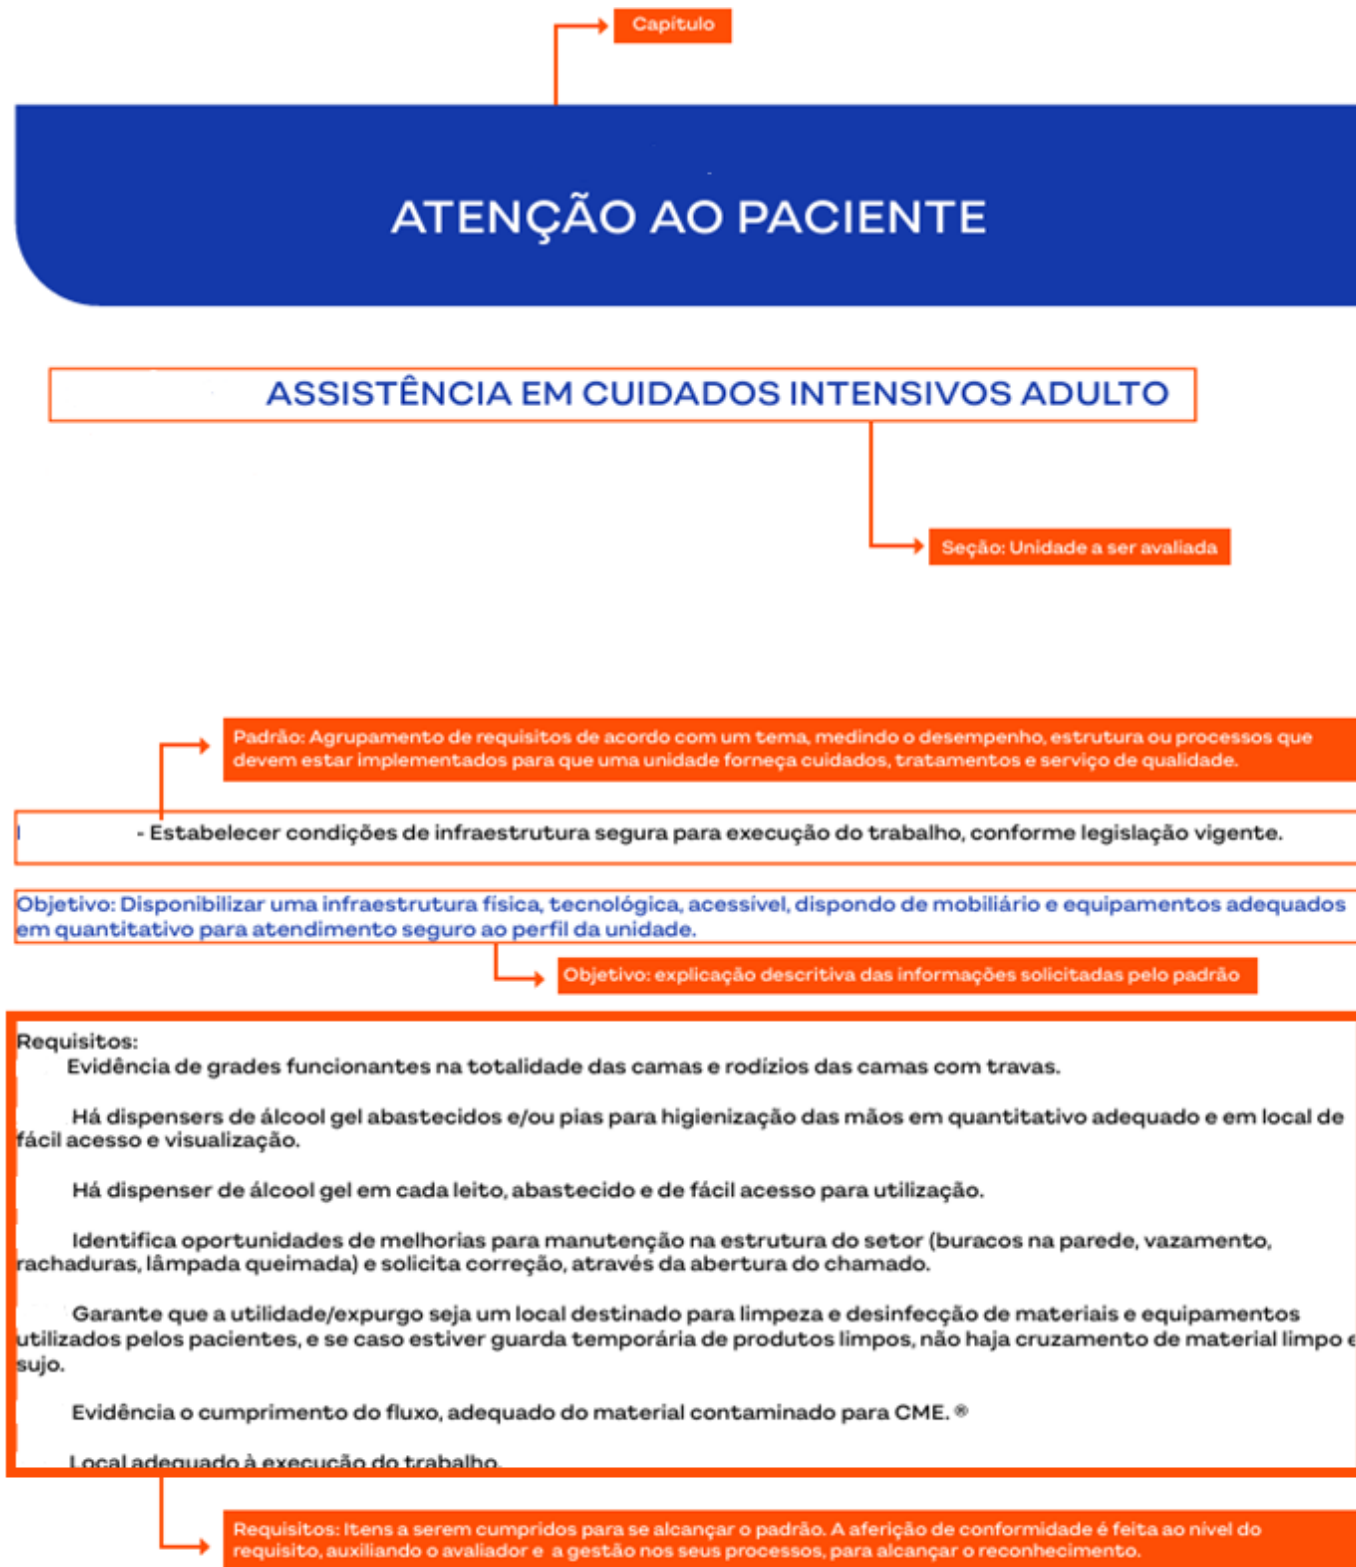 Capítulo
ATENÇÃO AO PACIENTE
ASSISTÊNCIA EM CUIDADOS INTENSIVOS ADULTO
Seção: Unidade a ser avaliada
Padrão: Agrupamento de requisitos de acordo com um tema, medindo o desempenho, estrutura ou processos que
devem estar implementados para que uma unidade forneça cuidados, tratamentos e serviço de qualidade.
- Estabelecer condições de infraestrutura segura para execução do trabalho, conforme legislação vigente.
Objetivo: Disponibilizar uma infraestrutura física, tecnológica, acessível, dispondo de mobiliário e equipamentos adequados
em quantitativo para atendimento seguro ao perfil da unidade.
Objetivo: explicação descritiva das informações solicitadas pelo padrão
Requisitos:
Evidência de grades funcionantes na totalidade das camas e rodízios das camas com travas.
Há dispensers de álcool gel abastecidos e/ou pias para higienização das mãos em quantitativo adequado e em local de
fácil acesso e visualização.
Há dispenser de álcool gel em cada leito, abastecido e de fácil acesso para utilização.
Identifica oportunidades de melhorias para manutenção na estrutura do setor (buracos na parede, vazamento,
rachaduras, lâmpada queimada) e solicita correção, através da abertura do chamado.
Garante que a utilidade/expurgo seja um local destinado para limpeza e desinfecção de materiais e equipamentos
utilizados pelos pacientes, e se caso estiver guarda temporária de produtos limpos, não haja cruzamento de material limpo e
sujo.
Evidência o cumprimento do fluxo, adequado do material contaminado para CME. ®
Local adequado à execução do trabalho.
Requisitos: Itens a serem cumpridos para se alcançar o padrão. A aferição de conformidade é feita ao nível do
requisito, auxiliando o avaliador e a gestão nos seus processos, para alcançar o reconhecimento.